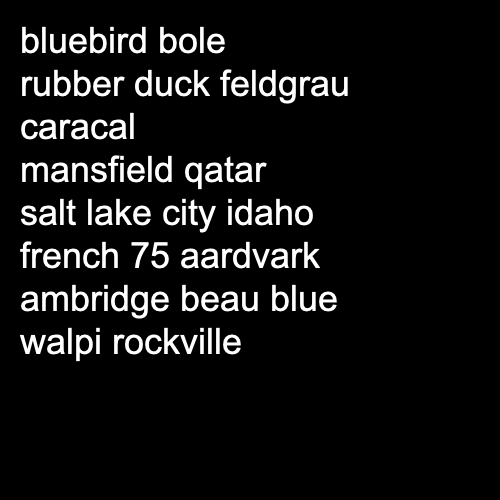 bluebird bole
rubber duck feldgrau
caracal
mansfield qatar
salt lake city idaho
french 75 aardvark
ambridge beau blue
walpi rockville